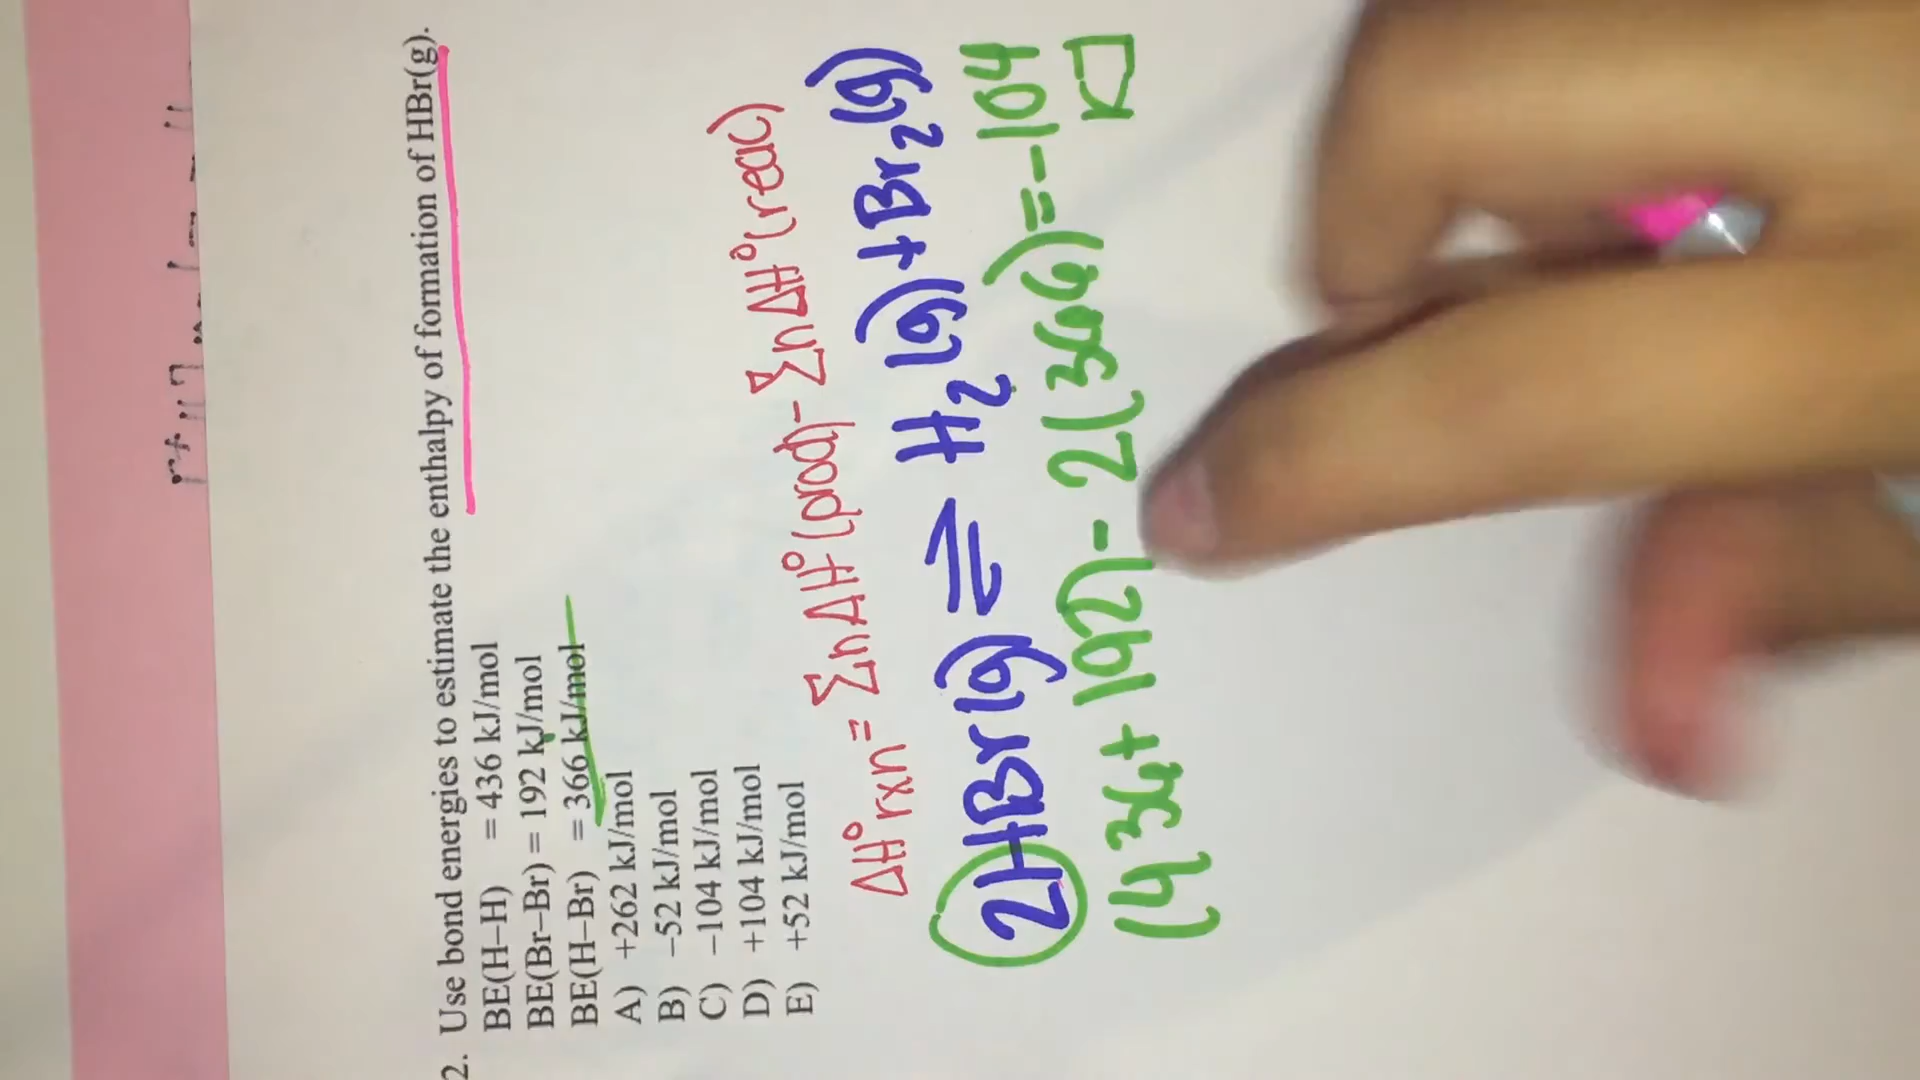 2. Use bond energies to estimate the enthalpy of formation of HBr(g).
BE(H–H) = 436 kJ/mol
BE(Br–Br) = 192 kJ/mol
BE(H–Br) = 366 kJ/mol
A) +262 kJ/mol
B) –52 kJ/mol
C) –104 kJ/mol
D) +104 kJ/mol
E) +52 kJ/mol
ΔH°rxn = ΣnΔH°(prod) - ΣnΔH°(reac)
2HBr(g) ⇌ H₂(g) + Br₂(g)
(436 + 192) - 2(366) = -104